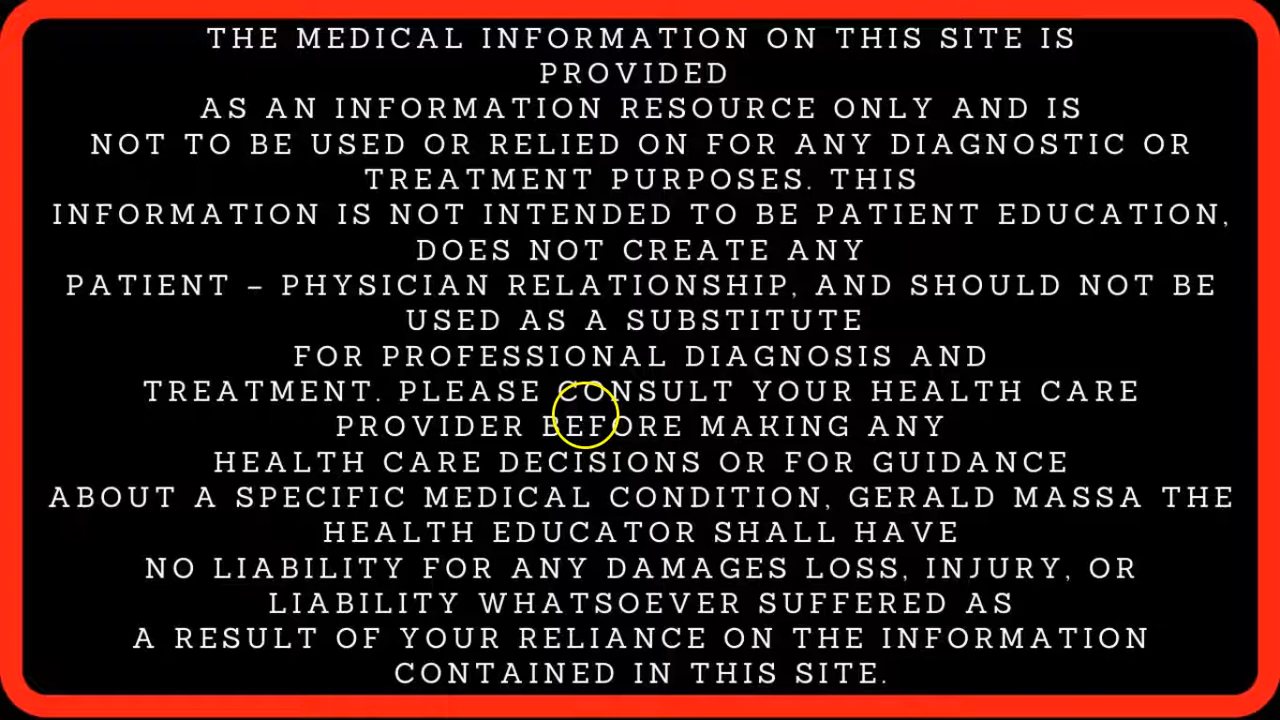 THE MEDICAL INFORMATION ON THIS SITE IS
PROVIDED
AS AN INFORMATION RESOURCE ONLY AND IS
NOT TO BE USED OR RELIED ON FOR ANY DIAGNOSTIC OR
TREATMENT PURPOSES. THIS
INFORMATION IS NOT INTENDED TO BE PATIENT EDUCATION,
DOES NOT CREATE ANY
PATIENT – PHYSICIAN RELATIONSHIP, AND SHOULD NOT BE
USED AS A SUBSTITUTE
FOR PROFESSIONAL DIAGNOSIS AND
TREATMENT. PLEASE CONSULT YOUR HEALTH CARE
PROVIDER BEFORE MAKING ANY
HEALTH CARE DECISIONS OR FOR GUIDANCE
ABOUT A SPECIFIC MEDICAL CONDITION, GERALD MASSA THE
HEALTH EDUCATOR SHALL HAVE
NO LIABILITY FOR ANY DAMAGES LOSS, INJURY, OR
LIABILITY WHATSOEVER SUFFERED AS
A RESULT OF YOUR RELIANCE ON THE INFORMATION
CONTAINED IN THIS SITE.